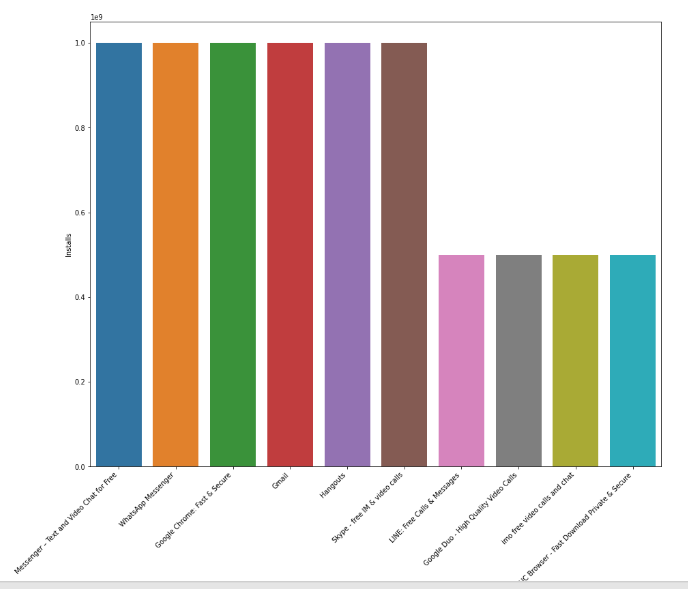 1e9
1.0
0.8
0.6
0.4
0.2
0.0
Installs
Messenger – Text and Video Chat for Free
WhatsApp Messenger
Google Chrome: Fast & Secure
Gmail
Hangouts
Skype - free IM & video calls
LINE: Free Calls & Messages
Google Duo - High Quality Video Calls
imo free video calls and chat
Browser - Fast Download Private & Secure